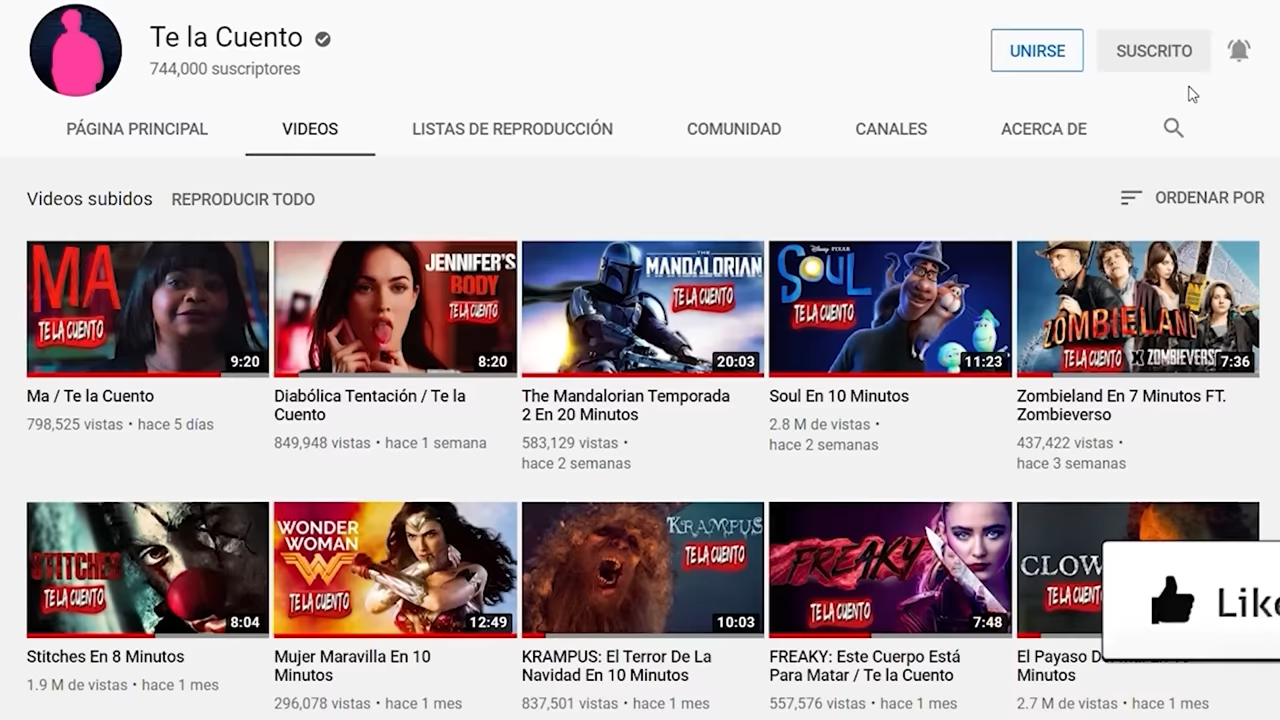 Te la Cuento
744,000 suscriptores
UNIRSE
SUSCRITO
PÁGINA PRINCIPAL
VIDEOS
LISTAS DE REPRODUCCIÓN
COMUNIDAD
CANALES
ACERCA DE
Videos subidos
REPRODUCIR TODO
ORDENAR POR
MA
TE LA CUENTO
9:20
JENNIFER'S
BODY
TE LA CUENTO
8:20
THE
MANDALORIAN
TE LA CUENTO
20:03
Disney PIXAR
SOUL
TE LA CUENTO
11:23
ZOMBIELAND
TE LA CUENTO X ZOMBIEVERS
7:36
Ma / Te la Cuento
798,525 vistas • hace 5 días
Diabólica Tentación / Te la
Cuento
849,948 vistas • hace 1 semana
The Mandalorian Temporada
2 En 20 Minutos
583,129 vistas •
hace 2 semanas
Soul En 10 Minutos
2.8 M de vistas •
hace 2 semanas
Zombieland En 7 Minutos FT.
Zombieverso
437,422 vistas •
hace 3 semanas
STITCHES
TE LA CUENTO
8:04
WONDER
WOMAN
TE LA CUENTO
12:49
KRAMPUS
TE LA CUENTO
10:03
FREAKY
TE LA CUENTO
7:48
CLOW
TE LA CUENT
Like
Stitches En 8 Minutos
1.9 M de vistas • hace 1 mes
Mujer Maravilla En 10
Minutos
296,078 vistas • hace 1 mes
KRAMPUS: El Terror De La
Navidad En 10 Minutos
837,501 vistas • hace 1 mes
FREAKY: Este Cuerpo Está
Para Matar / Te la Cuento
557,576 vistas • hace 1 mes
El Payaso
Minutos
2.7 M de vistas • hace 1 mes